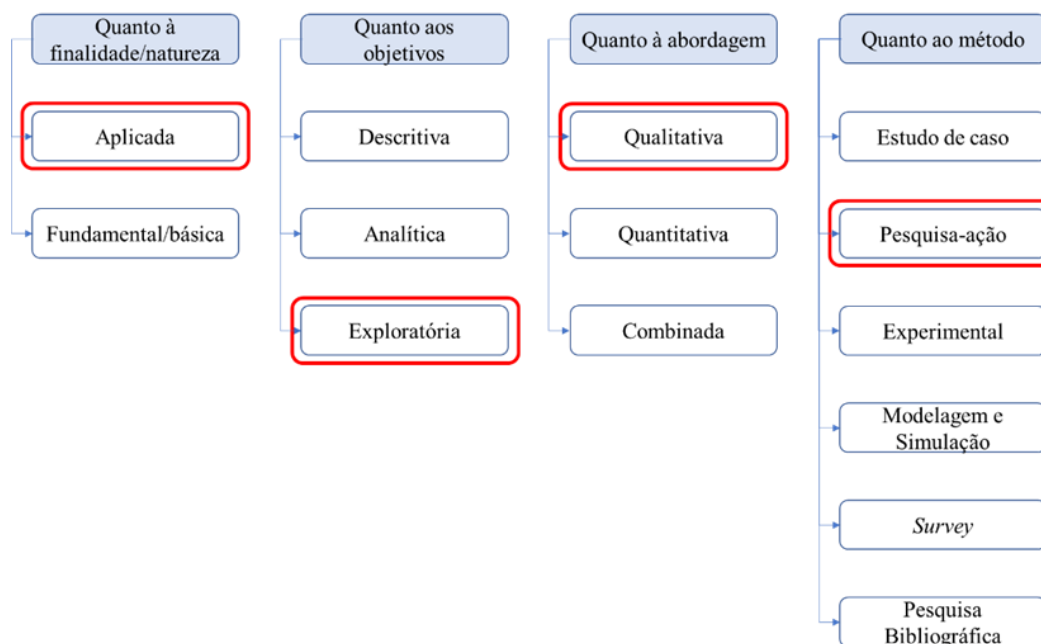 Quanto à
finalidade/natureza
Aplicada
Fundamental/básica
Quanto aos
objetivos
Descritiva
Analítica
Exploratória
Quanto à abordagem
Qualitativa
Quantitativa
Combinada
Quanto ao método
Estudo de caso
Pesquisa-ação
Experimental
Modelagem e
Simulação
Survey
Pesquisa
Bibliográfica